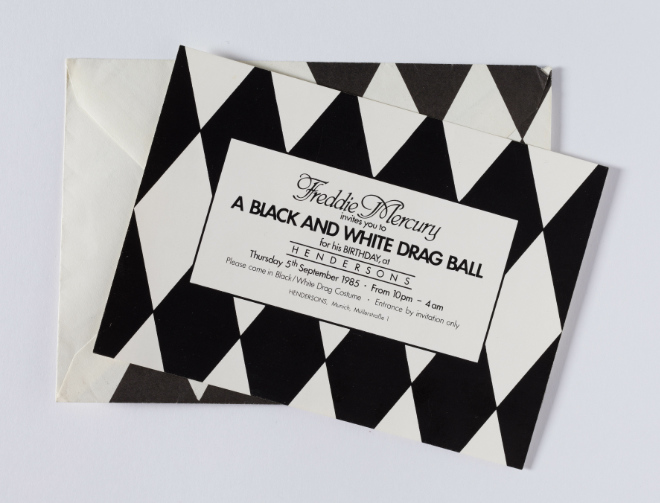 Freddie Mercury
invites you to
A BLACK AND WHITE DRAG BALL
for his BIRTHDAY, at
HENDERSONS
Thursday 5th September 1985 · From 10pm - 4am
Please come in Black/White Drag Costume · Entrance by invitation only
HENDERSONS, Munich, Müllerstraße 1